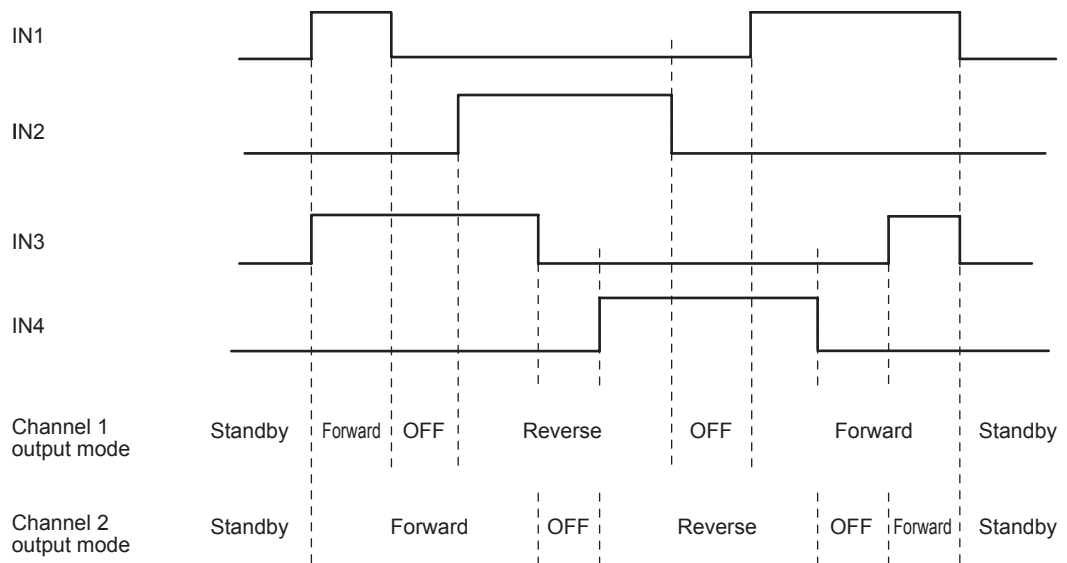 IN1
IN2
IN3
IN4
Channel 1
output mode
Standby Forward OFF Reverse OFF Forward Standby
Channel 2
output mode
Standby Forward OFF Reverse OFF Forward Standby